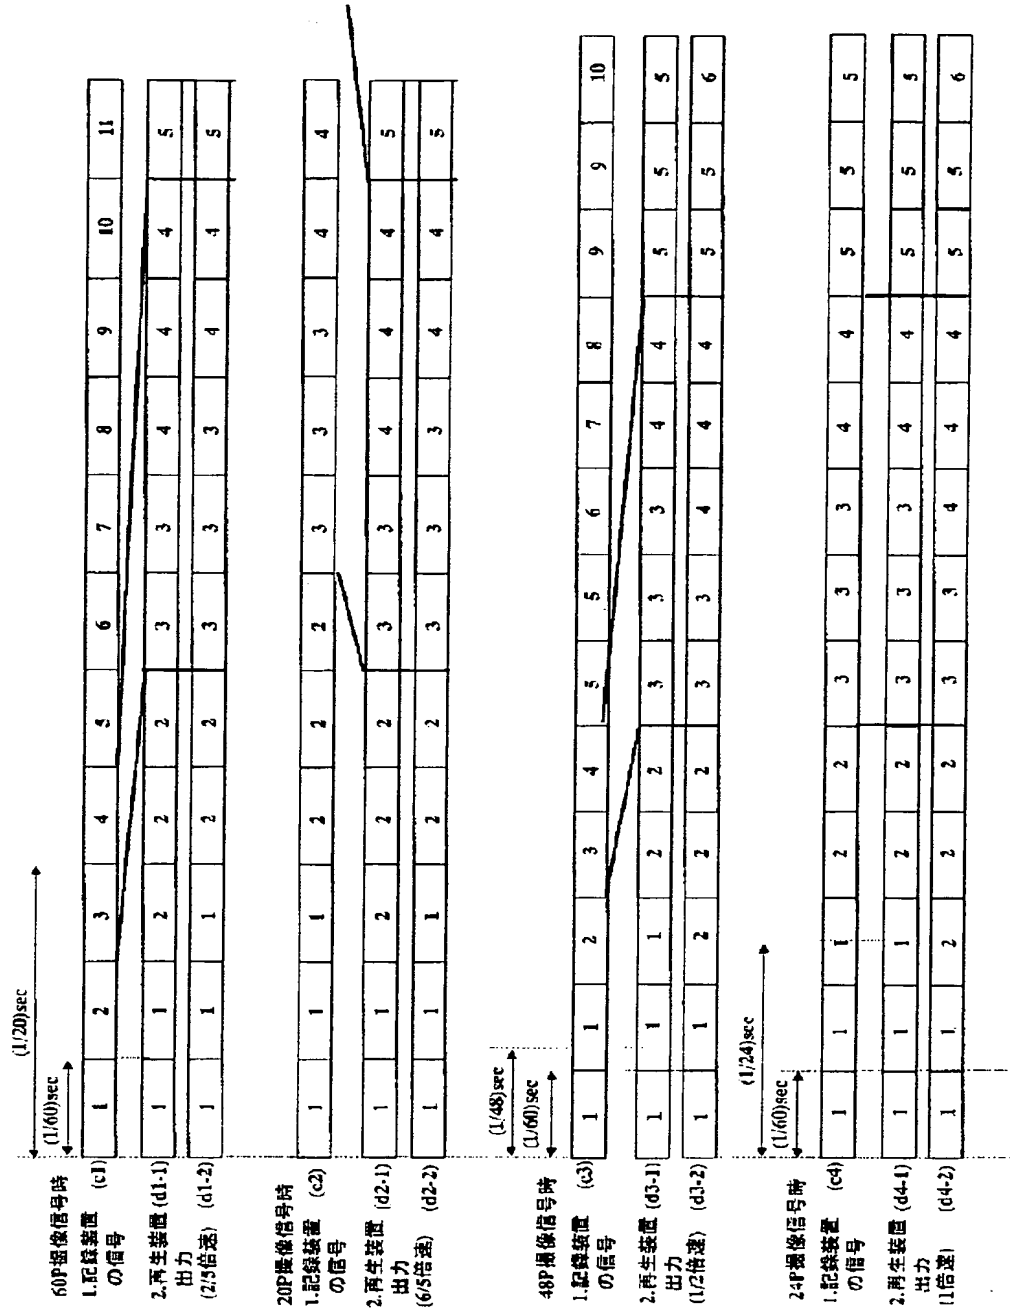 (1/20)sec
(1/60)sec
60P撮像信号時
1.記録装置 (c1) 1 2 3 4 5 6 7 8 9 10 11
の信号
2.再生装置 (d1-1) 1 1 2 2 2 3 3 4 4 4 5
出力
(2/5倍速) (d1-2) 1 1 1 2 2 3 3 3 4 4 5
20P撮像信号時
1.記録装置 (c2) 1 1 1 2 2 2 3 3 3 4 4
の信号
2.再生装置 (d2-1) 1 1 2 2 2 3 3 4 4 4 5
出力
(6/5倍速) (d2-2) 1 1 1 2 2 3 3 3 4 4 5
(1/48)sec
(1/60)sec
48P撮像信号時
1.記録装置 (c3) 1 1 2 3 4 5 5 6 7 8 9 9 10
の信号
2.再生装置 (d3-1) 1 1 1 2 2 3 3 3 4 4 5 5 5
出力
(1/2倍速) (d3-2) 1 1 2 2 2 3 3 4 4 4 5 5 6
(1/24)sec
(1/60)sec
24P撮像信号時
1.記録装置 (c4) 1 1 1 2 2 3 3 3 4 4 5 5 5
の信号
2.再生装置 (d4-1) 1 1 1 2 2 3 3 3 4 4 5 5 5
出力
(1倍速) (d4-2) 1 1 2 2 2 3 3 4 4 4 5 5 6